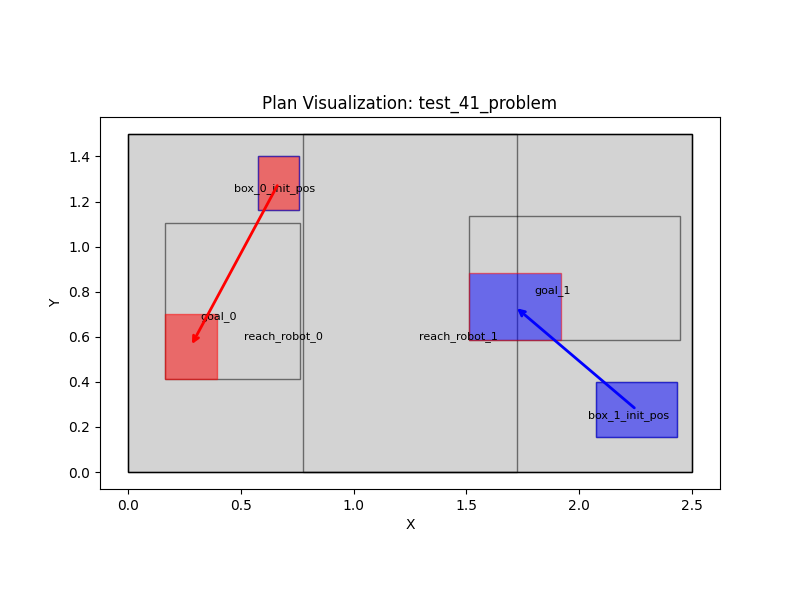 Plan Visualization: test_41_problem
1.4
1.2
1.0
0.8
0.6
0.4
0.2
0.0
Y
box_0_init_pos
goal_1
goal_0
reach_robot_0
reach_robot_1
box_1_init_pos
0.0
0.5
1.0
1.5
2.0
2.5
X